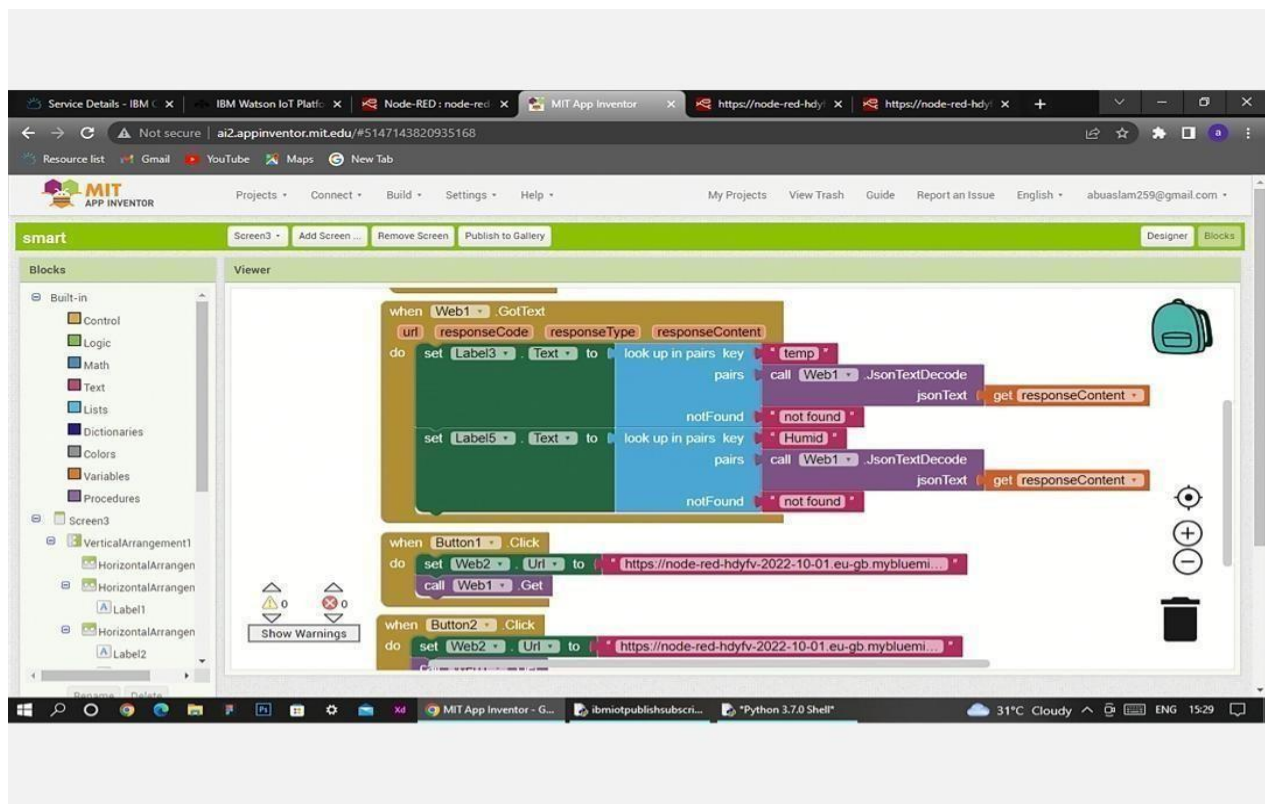 Service Details - IBM C
IBM Watson IoT Platfo
Node-RED : node-red
MIT App Inventor
https://node-red-hdy
https://node-red-hdy
Not secure | ai2.appinventor.mit.edu/#5147143820935168
a
Resource list
Gmail
YouTube
Maps
New Tab
MIT
APP INVENTOR
Projects
Connect
Build
Settings
Help
My Projects
View Trash
Guide
Report an Issue
English
abuaslam259@gmail.com
smart
Screen3
Add Screen ...
Remove Screen
Publish to Gallery
Designer
Blocks
Blocks
Viewer
Built-in
Control
Logic
Math
Text
Lists
Dictionaries
Colors
Variables
Procedures
Screen3
VerticalArrangement1
HorizontalArrangen
HorizontalArrangen
Label1
HorizontalArrangen
Label2
Rename Delete
when Web1 .GotText
url responseCode responseType responseContent
do set Label3 . Text to look up in pairs key " temp "
pairs call Web1 .JsonTextDecode
jsonText get responseContent
notFound " not found "
set Label5 . Text to look up in pairs key " Humid "
pairs call Web1 .JsonTextDecode
jsonText get responseContent
notFound " not found "
when Button1 .Click
do set Web2 . Url to " https://node-red-hdyfv-2022-10-01.eu-gb.mybluemi... "
call Web1 .Get
when Button2 .Click
do set Web2 . Url to " https://node-red-hdyfv-2022-10-01.eu-gb.mybluemi... "
0 0
Show Warnings
Ps
Xd
MIT App Inventor - G...
ibmiotpublishsubscri...
*Python 3.7.0 Shell*
31°C Cloudy
ENG
15:29